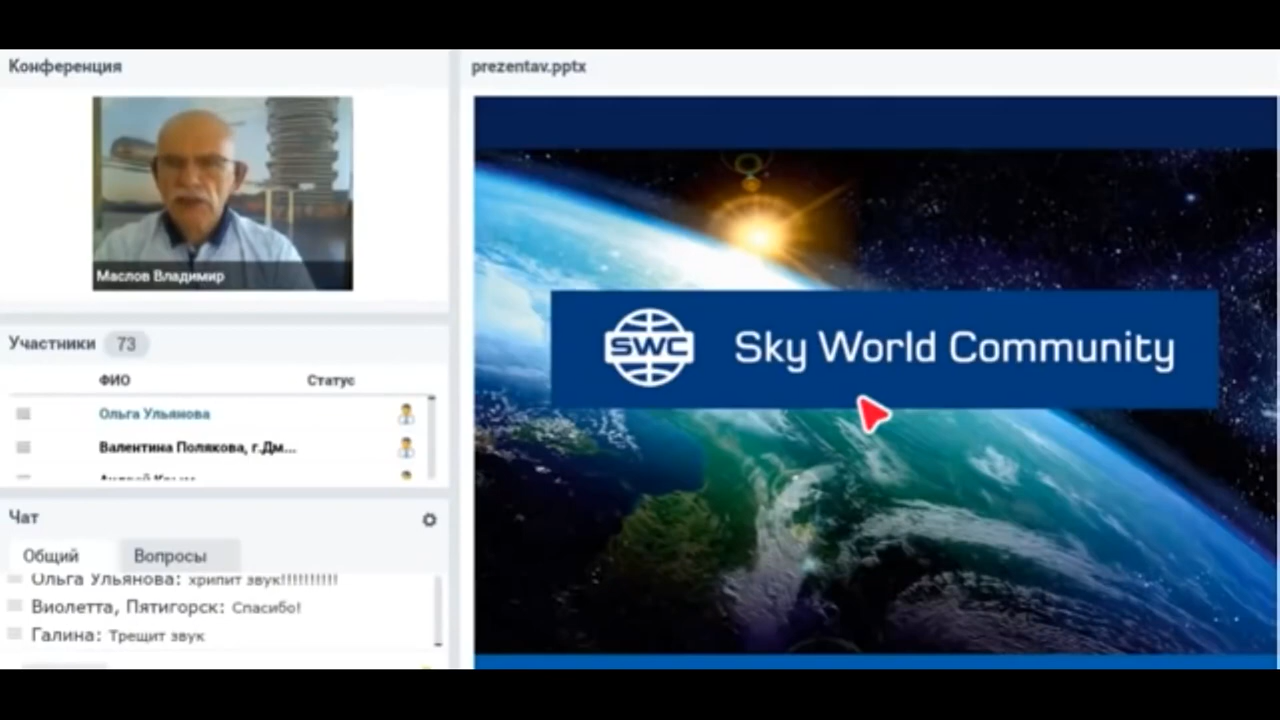 Конференция
Маслов Владимир
Участники 73
ФИО Статус
Ольга Ульянова
Валентина Полякова, г.Дм...
Чат
Общий Вопросы
Ольга Ульянова: хрипит звук!!!!!!!!!!
Виолетта, Пятигорск: Спасибо!
Галина: Трещит звук
prezentav.pptx
SWC Sky World Community